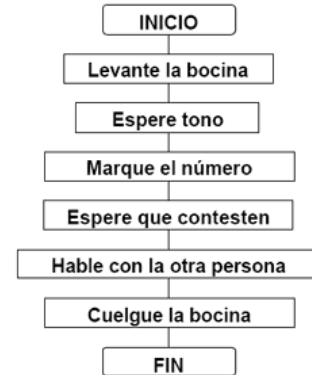 INICIO
Levante la bocina
Espere tono
Marque el número
Espere que contesten
Hable con la otra persona
Cuelgue la bocina
FIN